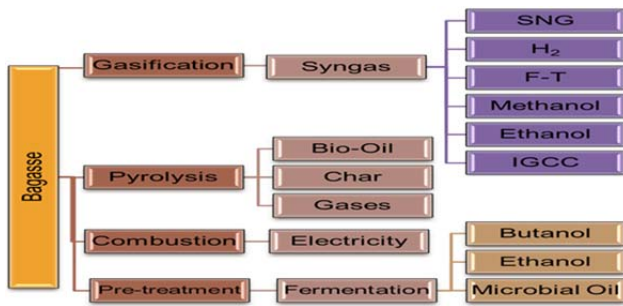 SNG
H₂
Gasification
Syngas
F-T
Methanol
Ethanol
IGCC
Bagasse
Bio-Oil
Pyrolysis
Char
Gases
Combustion
Electricity
Butanol
Ethanol
Pre-treatment
Fermentation
Microbial Oil